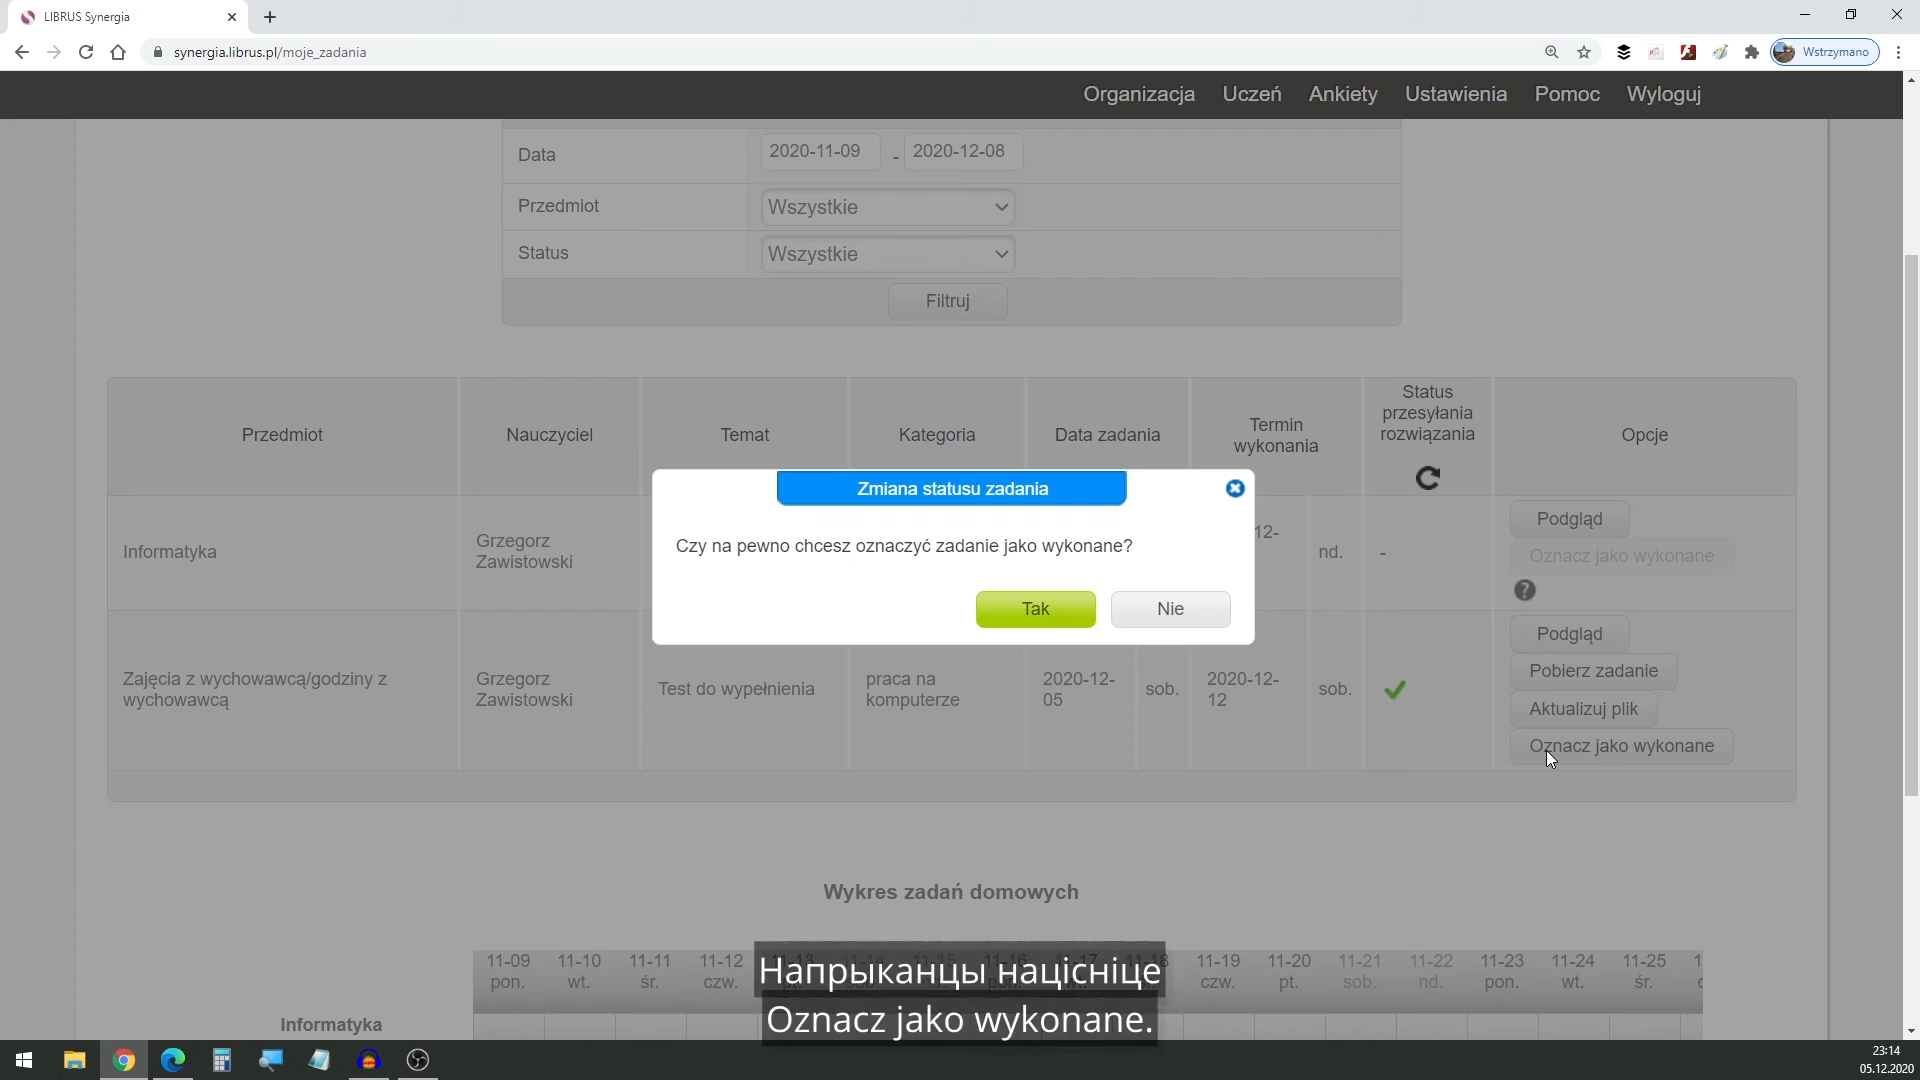 LIBRUS Synergia
synergia.librus.pl/moje_zadania
Wstrzymano
Organizacja Uczeń Ankiety Ustawienia Pomoc Wyloguj
Data 2020-11-09 - 2020-12-08
Przedmiot Wszystkie
Status Wszystkie
Filtruj
Przedmiot Nauczyciel Temat Kategoria Data zadania Termin wykonania Status przesyłania rozwiązania Opcje
Zmiana statusu zadania
Czy na pewno chcesz oznaczyć zadanie jako wykonane?
Tak Nie
Informatyka Grzegorz Zawistowski 12- nd. - Podgląd
Oznacz jako wykonane
?
Zajęcia z wychowawcą/godziny z wychowawcą Grzegorz Zawistowski Test do wypełnienia praca na komputerze 2020-12-05 sob. 2020-12-12 sob. Podgląd
Pobierz zadanie
Aktualizuj plik
Oznacz jako wykonane
Wykres zadań domowych
11-09 11-10 11-11 11-12 11-19 11-20 11-21 11-22 11-23 11-24 11-25
pon. wt. śr. czw. czw. pt. sob. nd. pon. wt. śr.
Informatyka
Напрыканцы націсніце
Oznacz jako wykonane.
23:14
05.12.2020